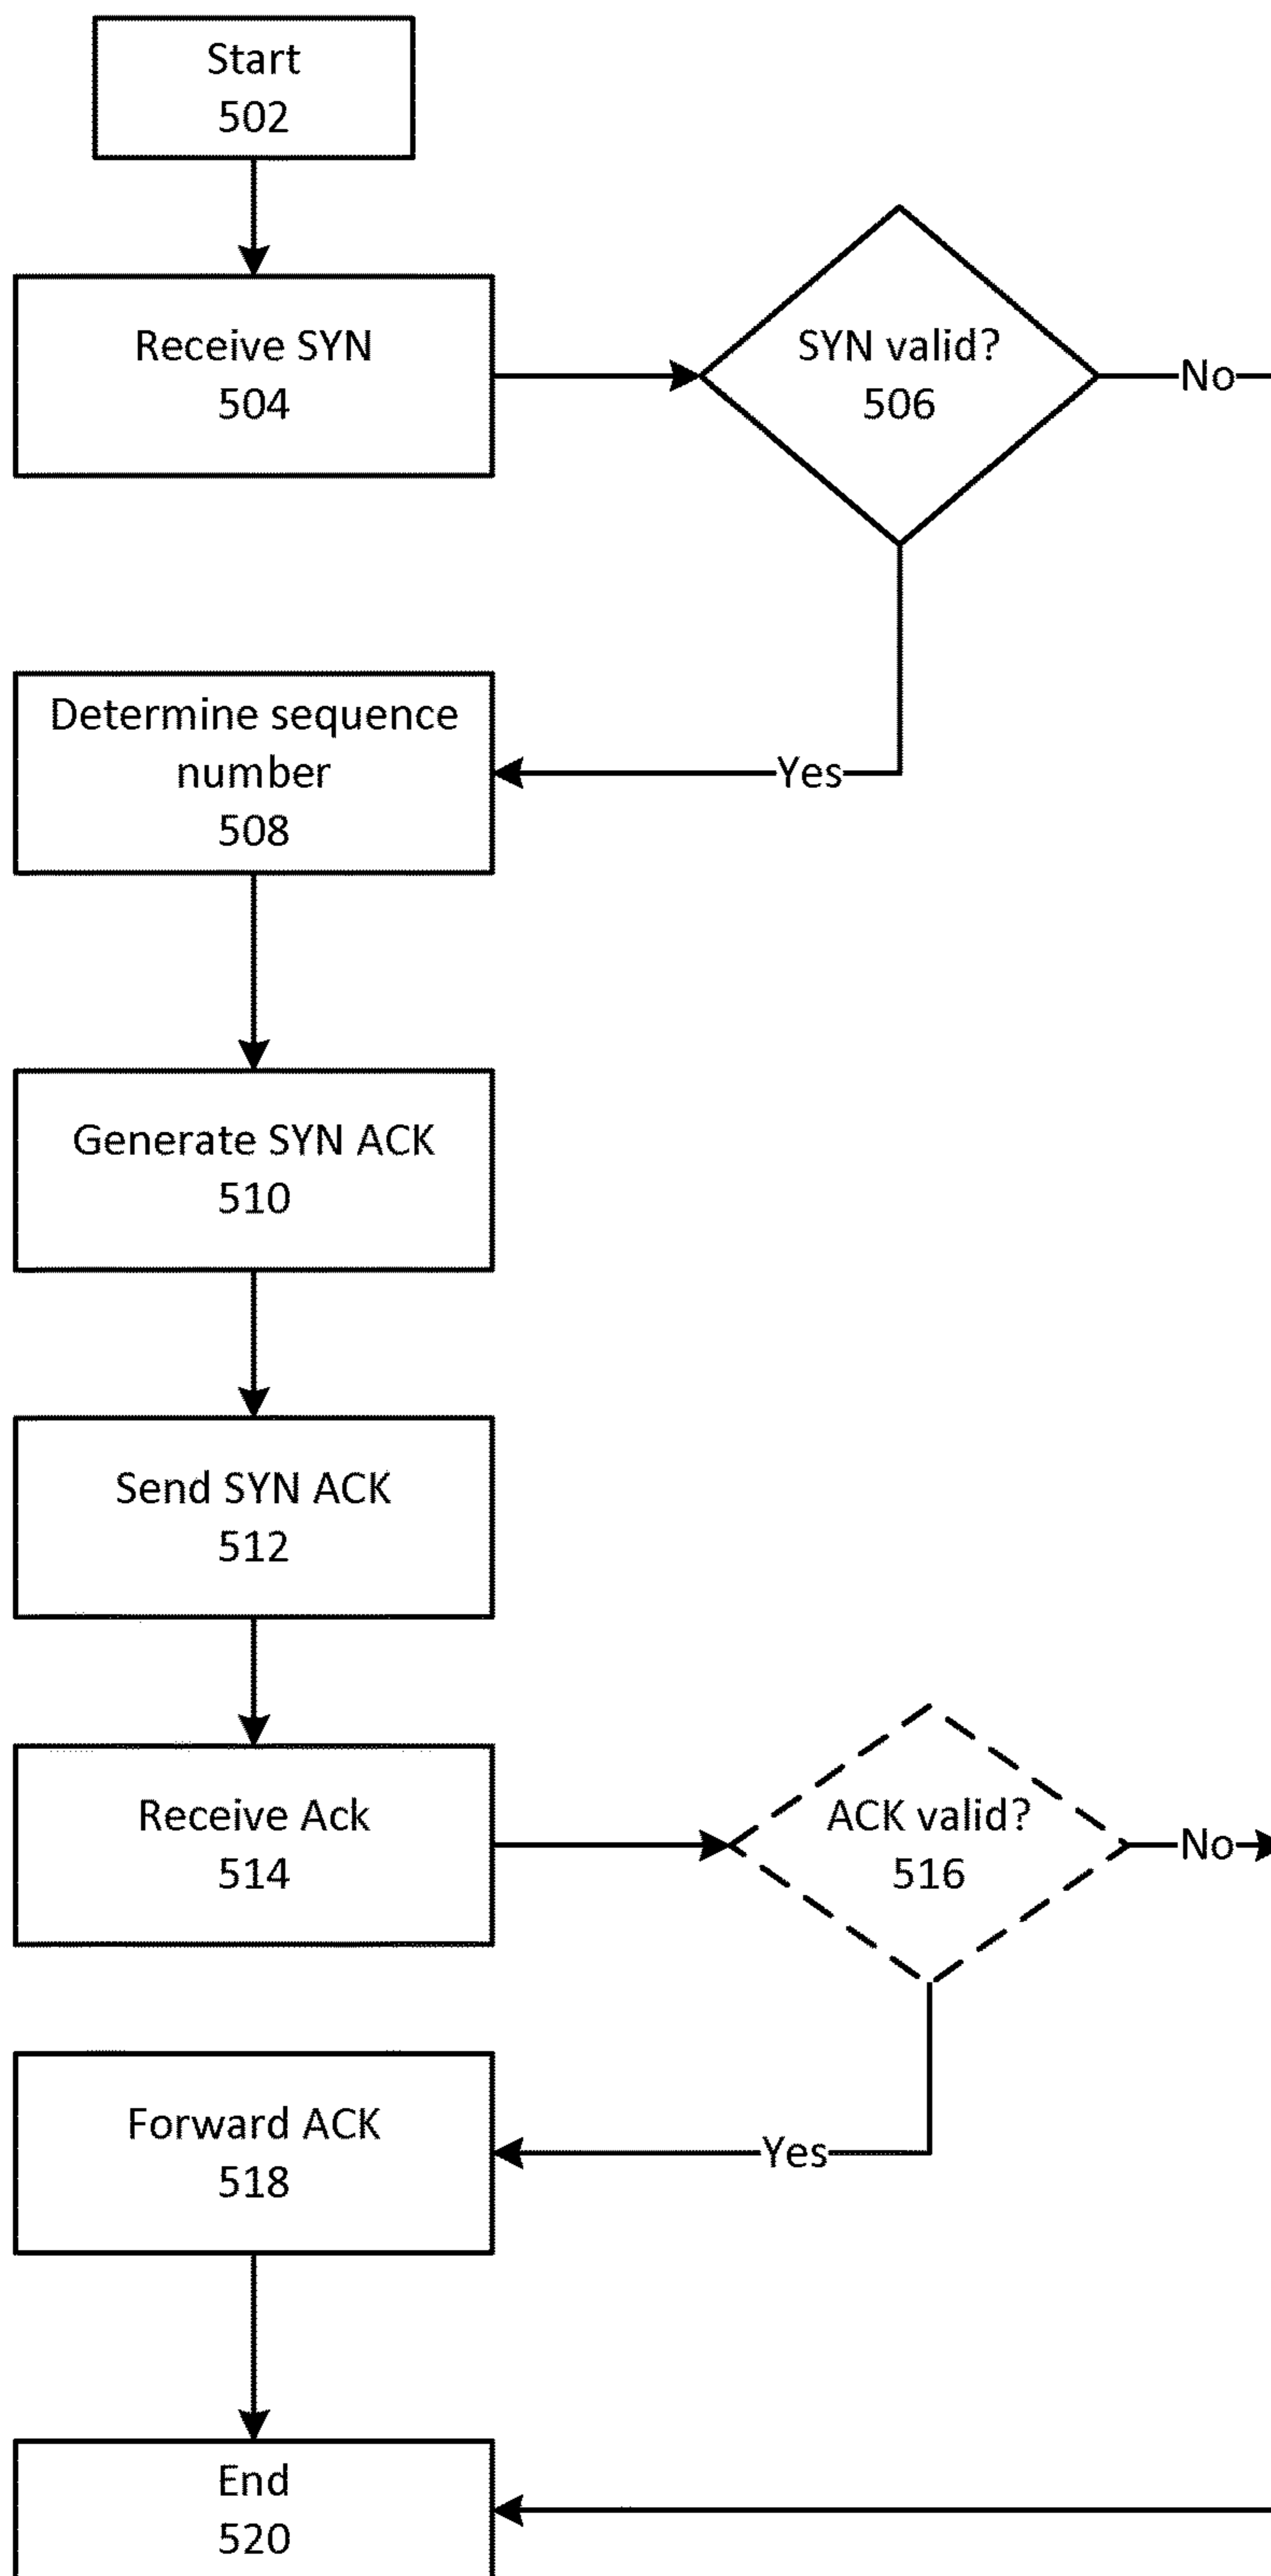 Start
502
Receive SYN
504
SYN valid?
506
No
Determine sequence
number
508
Yes
Generate SYN ACK
510
Send SYN ACK
512
Receive Ack
514
ACK valid?
516
No
Forward ACK
518
Yes
End
520